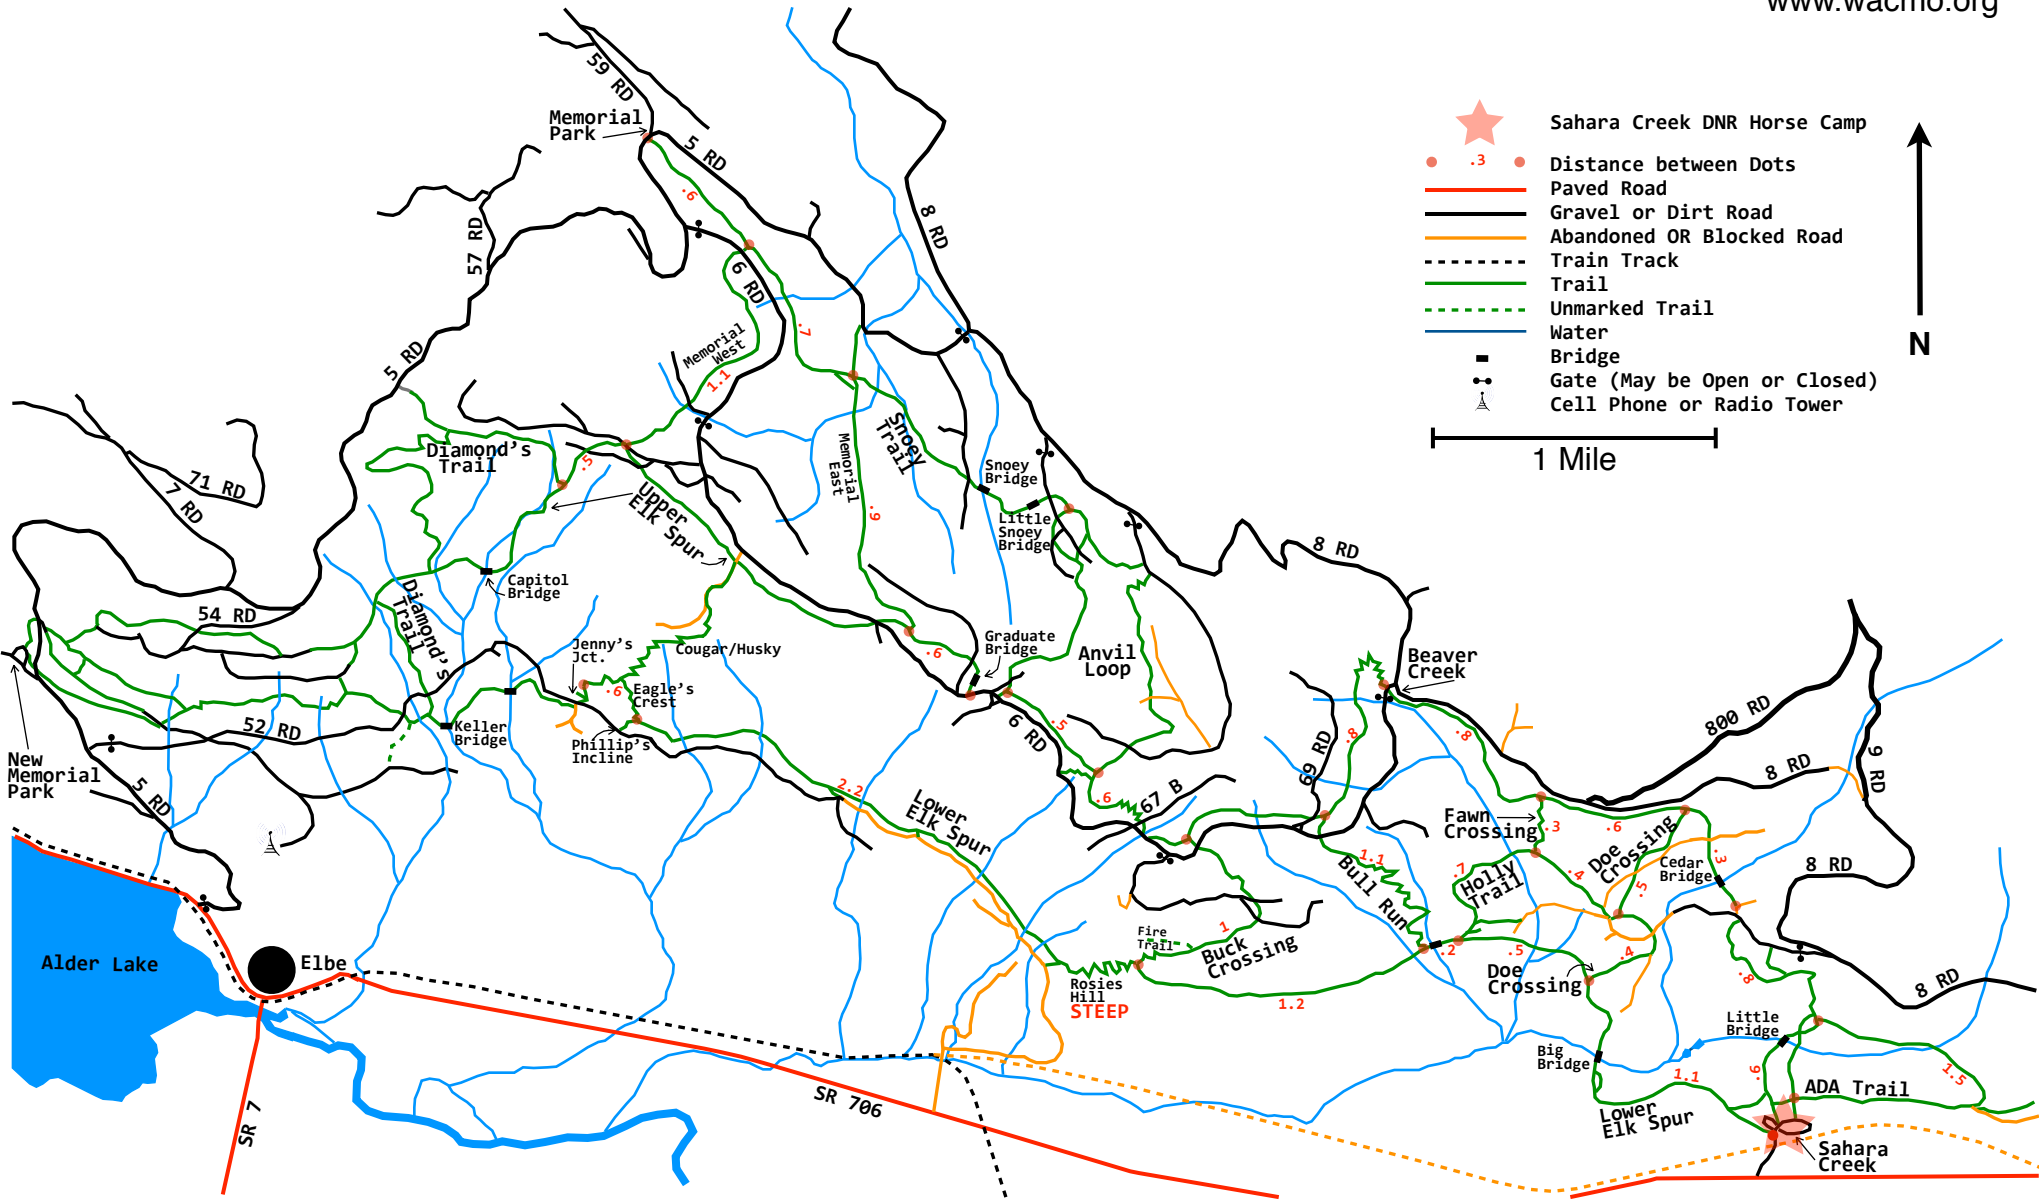 www.wacmo.org
59 RD
Memorial
Park
5 RD
.6
57 RD
8 RD
6 RD
.7
Memorial
West
1.1
5 RD
Sahara Creek DNR Horse Camp
.3
Distance between Dots
Paved Road
Gravel or Dirt Road
Abandoned OR Blocked Road
Train Track
Trail
Unmarked Trail
Water
Bridge
Gate (May be Open or Closed)
Cell Phone or Radio Tower
1 Mile
N
Diamond's
Trail
.5
Snoey
Trail
Memorial
East
.9
Snoey
Bridge
Little
Snoey
Bridge
71 RD
7 RD
Upper
Elk Spur
8 RD
Capitol
Bridge
54 RD
Diamond's
Trail
Jenny's
Jct.
Cougar/Husky
.6
Graduate
Bridge
Anvil
Loop
Beaver
Creek
.6
Eagle's
Crest
52 RD
Keller
Bridge
Phillip's
Incline
6 RD
.5
.8
.8
69 RD
800 RD
9 RD
8 RD
New
Memorial
Park
5 RD
2.2
Lower
Elk Spur
.6
67 B
Fawn
Crossing
.3
.6
Doe
Crossing
.3
Cedar
Bridge
8 RD
1.1
Bull Run
.7
Holly
Trail
.4
.5
Alder Lake
Elbe
Fire
Trail
1
Buck
Crossing
.2
.5
.4
Doe
Crossing
.8
8 RD
Rosies
Hill
STEEP
1.2
Little
Bridge
Big
Bridge
1.1
.6
1.5
ADA Trail
SR 7
SR 706
Lower
Elk Spur
Sahara
Creek